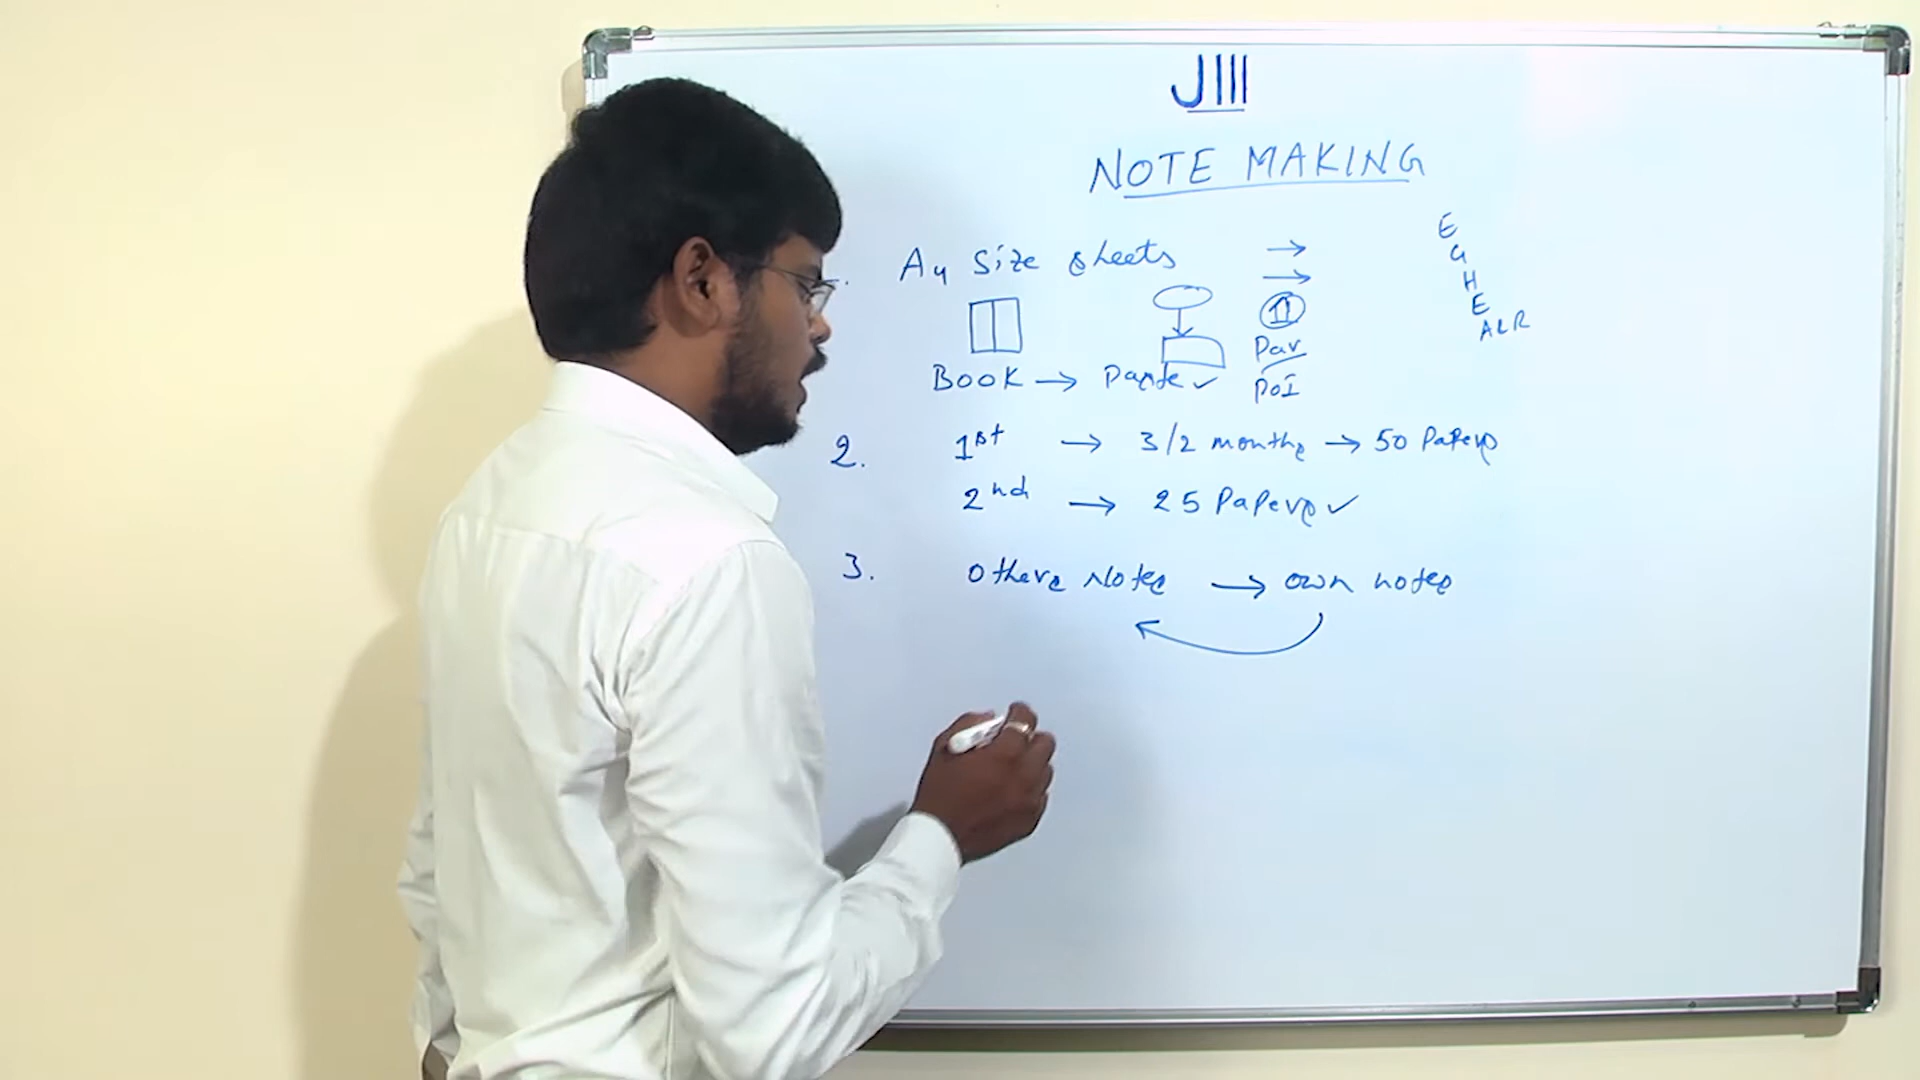 JIII
NOTE MAKING
. A4 Size sheets →
→
E
G
H
E
ALR
Par
BOOK → ✓
PoI
2. 1st → 3/2 months → 50 Papers
2nd → 25 Papers ✓
3. Others Notes → own notes